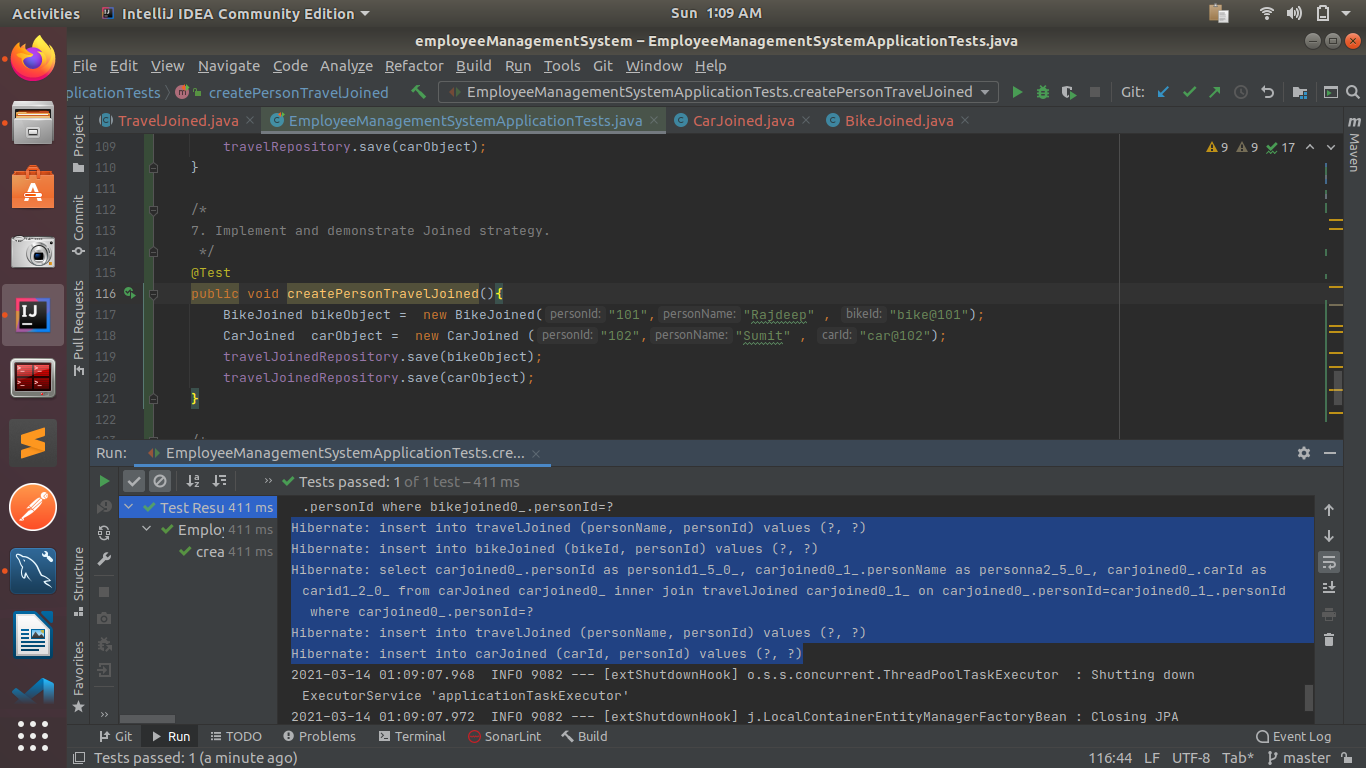 Activities IntelliJ IDEA Community Edition Sun 1:09 AM
employeeManagementSystem – EmployeeManagementSystemApplicationTests.java
File Edit View Navigate Code Analyze Refactor Build Run Tools Git Window Help
plicationTests createPersonTravelJoined EmployeeManagementSystemApplicationTests.createPersonTravelJoined Git:
TravelJoined.java EmployeeManagementSystemApplicationTests.java CarJoined.java BikeJoined.java
Project
Commit
Pull Requests
Structure
Favorites
Maven
9 9 17
109 travelRepository.save(carObject);
110 }
111
112 /*
113 7. Implement and demonstrate Joined strategy.
114 */
115 @Test
116 public void createPersonTravelJoined(){
117 BikeJoined bikeObject = new BikeJoined( personId: "101", personName: "Rajdeep" , bikeId: "bike@101");
118 CarJoined carObject = new CarJoined ( personId: "102", personName: "Sumit" , carId: "car@102");
119 travelJoinedRepository.save(bikeObject);
120 travelJoinedRepository.save(carObject);
121 }
122
Run: EmployeeManagementSystemApplicationTests.cre...
Tests passed: 1 of 1 test – 411 ms
Test Resu 411 ms
Employ 411 ms
crea 411 ms
.personId where bikejoined0_.personId=?
Hibernate: insert into travelJoined (personName, personId) values (?, ?)
Hibernate: insert into bikeJoined (bikeId, personId) values (?, ?)
Hibernate: select carjoined0_.personId as personid1_5_0_, carjoined0_1_.personName as personna2_5_0_, carjoined0_.carId as
carid1_2_0_ from carJoined carjoined0_ inner join travelJoined carjoined0_1_ on carjoined0_.personId=carjoined0_1_.personId
where carjoined0_.personId=?
Hibernate: insert into travelJoined (personName, personId) values (?, ?)
Hibernate: insert into carJoined (carId, personId) values (?, ?)
2021-03-14 01:09:07.968 INFO 9082 --- [extShutdownHook] o.s.s.concurrent.ThreadPoolTaskExecutor : Shutting down
ExecutorService 'applicationTaskExecutor'
2021-03-14 01:09:07.972 INFO 9082 --- [extShutdownHook] j.LocalContainerEntityManagerFactoryBean : Closing JPA
Git Run TODO Problems Terminal SonarLint Build Event Log
Tests passed: 1 (a minute ago) 116:44 LF UTF-8 Tab* master